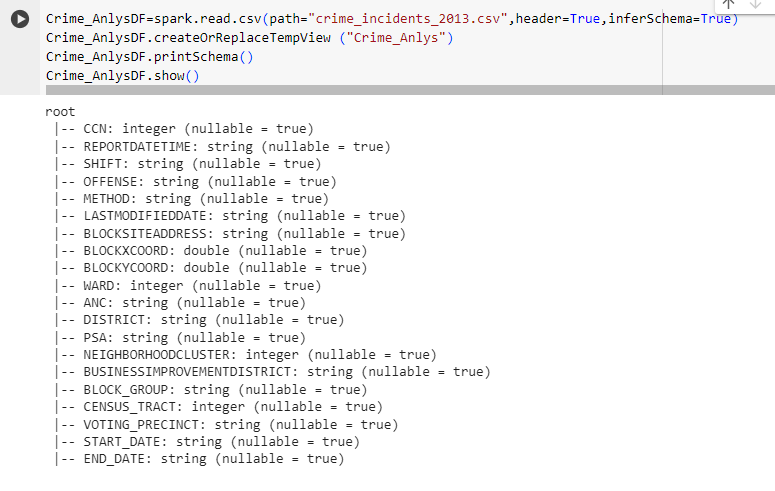 Crime_AnlysDF=spark.read.csv(path="crime_incidents_2013.csv",header=True,inferSchema=True)
Crime_AnlysDF.createOrReplaceTempView ("Crime_Anlys")
Crime_AnlysDF.printSchema()
Crime_AnlysDF.show()
root
 |-- CCN: integer (nullable = true)
 |-- REPORTDATETIME: string (nullable = true)
 |-- SHIFT: string (nullable = true)
 |-- OFFENSE: string (nullable = true)
 |-- METHOD: string (nullable = true)
 |-- LASTMODIFIEDDATE: string (nullable = true)
 |-- BLOCKSITEADDRESS: string (nullable = true)
 |-- BLOCKXCOORD: double (nullable = true)
 |-- BLOCKYCOORD: double (nullable = true)
 |-- WARD: integer (nullable = true)
 |-- ANC: string (nullable = true)
 |-- DISTRICT: string (nullable = true)
 |-- PSA: string (nullable = true)
 |-- NEIGHBORHOODCLUSTER: integer (nullable = true)
 |-- BUSINESSIMPROVEMENTDISTRICT: string (nullable = true)
 |-- BLOCK_GROUP: string (nullable = true)
 |-- CENSUS_TRACT: integer (nullable = true)
 |-- VOTING_PRECINCT: string (nullable = true)
 |-- START_DATE: string (nullable = true)
 |-- END_DATE: string (nullable = true)